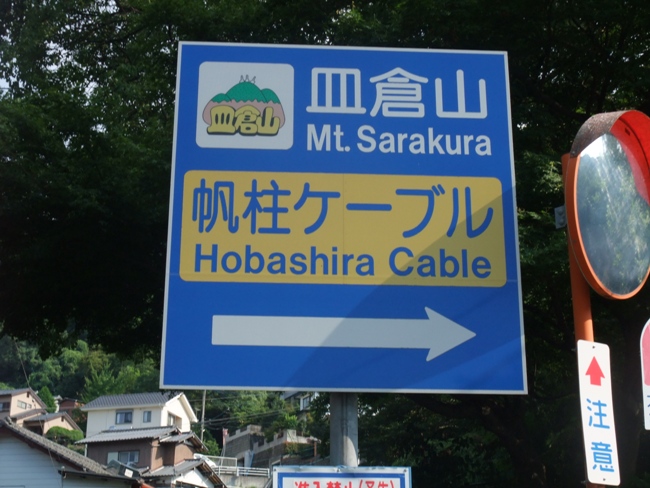 皿倉山
皿倉山
Mt. Sarakura
帆柱ケーブル
Hobashira Cable
注意